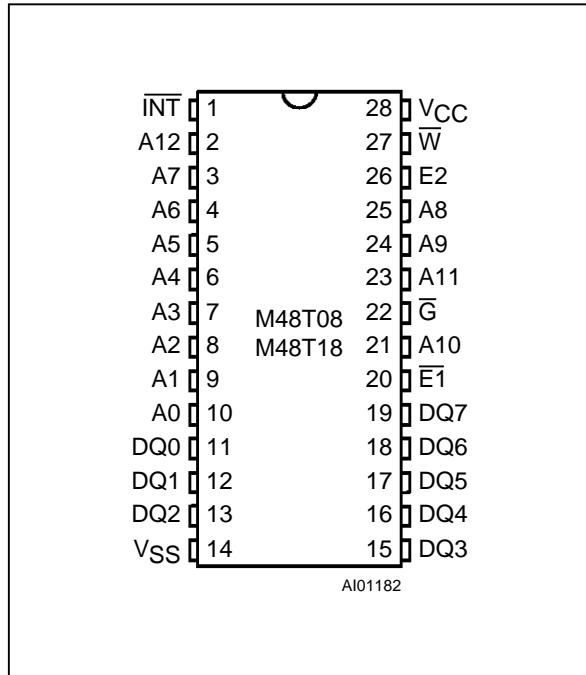 I̅N̅T̅ 1 28 VCC
A12 2 27 W̅
A7 3 26 E2
A6 4 25 A8
A5 5 24 A9
A4 6 23 A11
A3 7 M48T08 22 G̅
A2 8 M48T18 21 A10
A1 9 20 E̅1̅
A0 10 19 DQ7
DQ0 11 18 DQ6
DQ1 12 17 DQ5
DQ2 13 16 DQ4
VSS 14 15 DQ3
AI01182